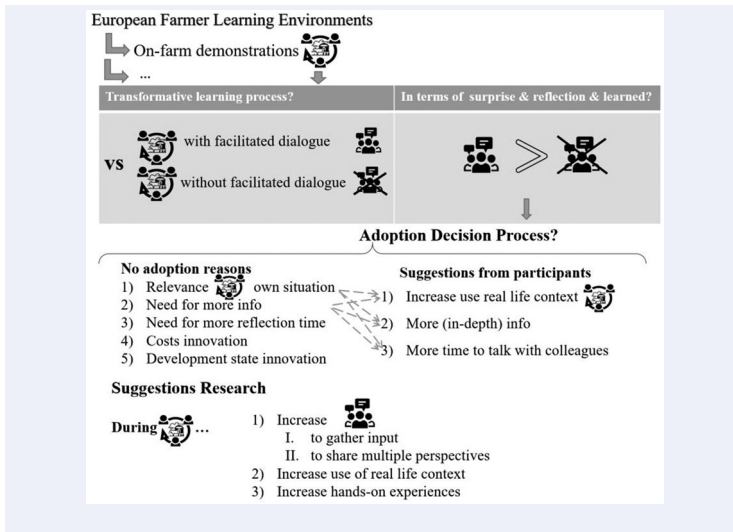 European Farmer Learning Environments
On-farm demonstrations
...
Transformative learning process?
In terms of surprise & reflection & learned?
vs
with facilitated dialogue
without facilitated dialogue
Adoption Decision Process?
No adoption reasons
1) Relevance own situation
2) Need for more info
3) Need for more reflection time
4) Costs innovation
5) Development state innovation
Suggestions from participants
1) Increase use real life context
2) More (in-depth) info
3) More time to talk with colleagues
Suggestions Research
During ...
1) Increase
I. to gather input
II. to share multiple perspectives
2) Increase use of real life context
3) Increase hands-on experiences